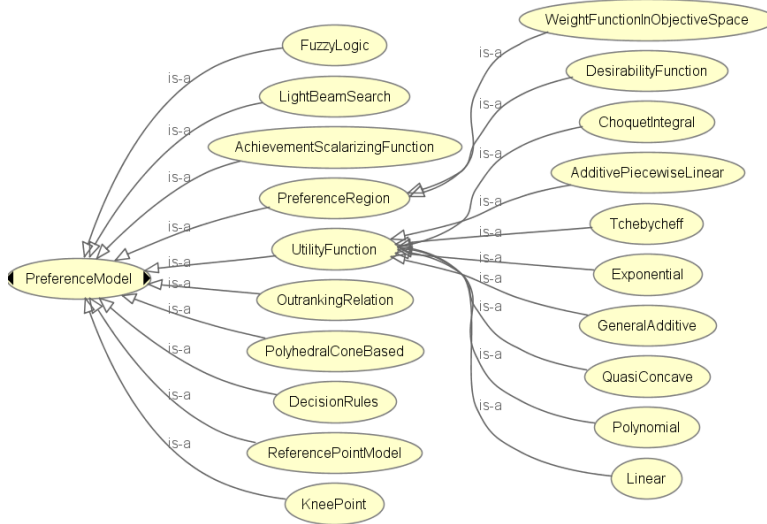 WeightFunctionInObjectiveSpace
FuzzyLogic
is-a
DesirabilityFunction
is-a
is-a
LightBeamSearch
is-a
ChoquetIntegral
is-a
AchievementScalarizingFunction
is-a
AdditivePiecewiseLinear
is-a
PreferenceRegion
is-a
is-a
Tchebycheff
is-a
UtilityFunction
is-a
PreferenceModel
is-a
is-a
Exponential
OutrankingRelation
is-a
is-a
GeneralAdditive
is-a
PolyhedralConeBased
is-a
QuasiConcave
is-a
DecisionRules
is-a
Polynomial
is-a
ReferencePointModel
is-a
Linear
KneePoint